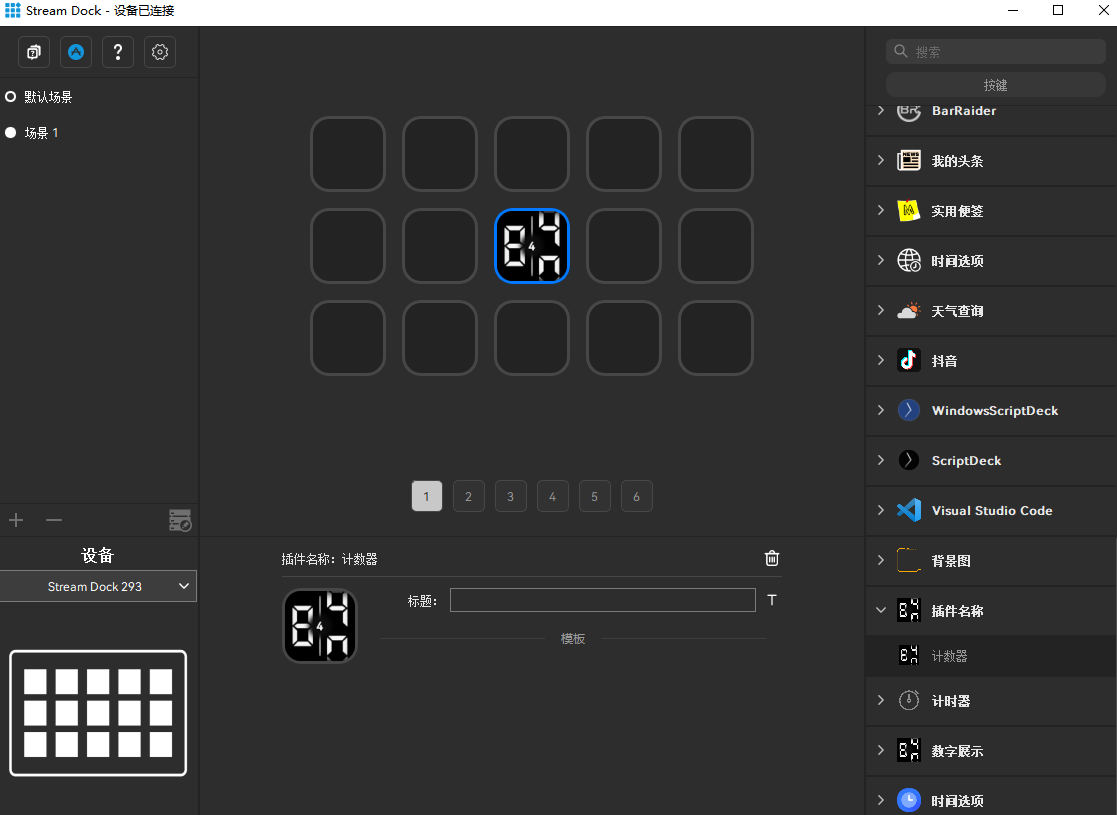 Stream Dock - 设备已连接
?
默认场景
场景 1
4
1
2
3
4
5
6
设备
Stream Dock 293
插件名称: 计数器
4
标题:
T
模板
搜索
按键
BarRaider
我的头条
实用便签
时间选项
天气查询
抖音
WindowsScriptDeck
ScriptDeck
Visual Studio Code
背景图
插件名称
计数器
计时器
数字展示
时间选项